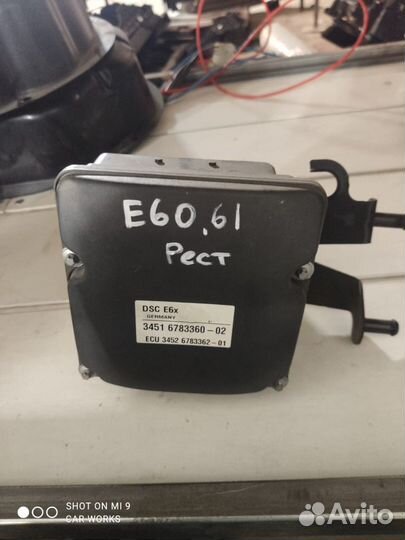 E60.61
Рест
DSC E6x
GERMANY
3451 6783360-02
ECU 3452 6783362-01
SHOT ON MI 9
CAR WORKS
Avito